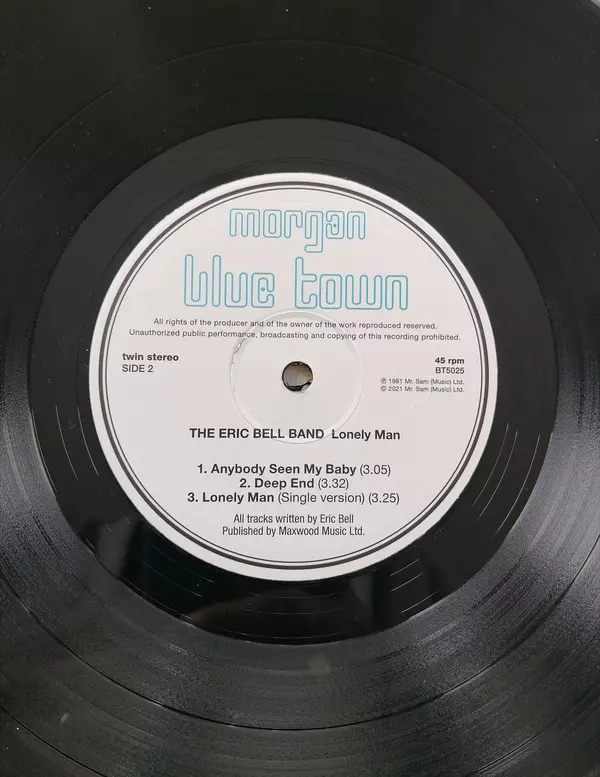 morgan
blue town
All rights of the producer and of the owner of the work reproduced reserved.
Unauthorized public performance, broadcasting and copying of this recording prohibited.
twin stereo
SIDE 2
45 rpm
BT5025
℗ 1981 Mr. Sam (Music) Ltd.
© 2021 Mr. Sam (Music) Ltd.
THE ERIC BELL BAND Lonely Man
1. Anybody Seen My Baby (3.05)
2. Deep End (3.32)
3. Lonely Man (Single version) (3.25)
All tracks written by Eric Bell
Published by Maxwood Music Ltd.